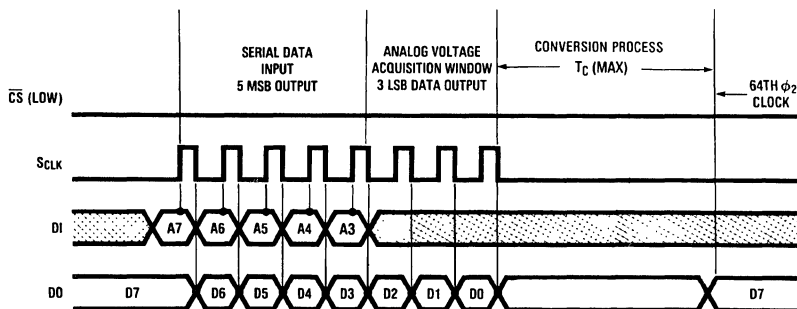 SERIAL DATA
INPUT
5 MSB OUTPUT
ANALOG VOLTAGE
ACQUISITION WINDOW
3 LSB DATA OUTPUT
CONVERSION PROCESS
TC (MAX)
64TH ϕ2
CLOCK
CS (LOW)
SCLK
DI
A7 A6 A5 A4 A3
DO
D7 D6 D5 D4 D3 D2 D1 D0 D7